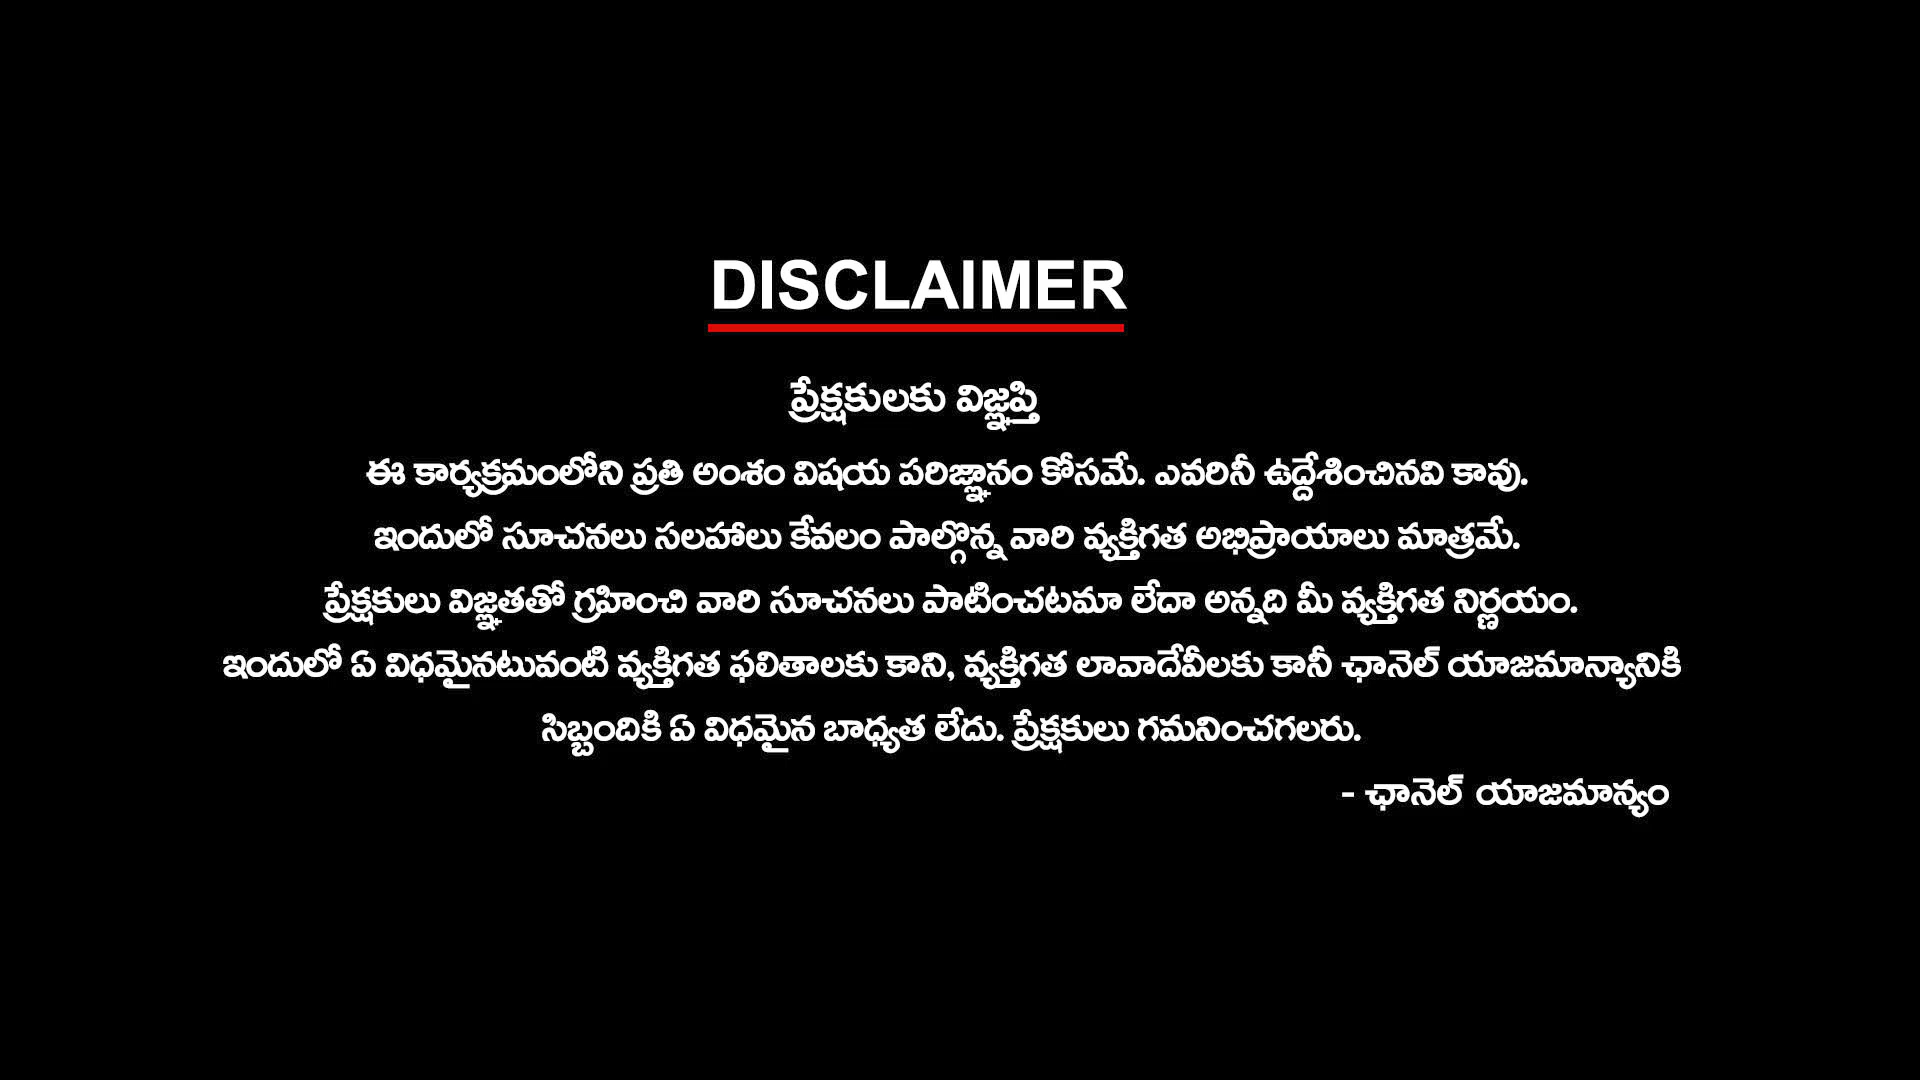 DISCLAIMER
ప్రేక్షకులకు విజ్ఞప్తి
ఈ కార్యక్రమంలోని ప్రతి అంశం విషయ పరిజ్ఞానం కోసమే. ఎవరినీ ఉద్దేశించినవి కావు.
ఇందులో సూచనలు సలహాలు కేవలం పాల్గొన్న వారి వ్యక్తిగత అభిప్రాయాలు మాత్రమే.
ప్రేక్షకులు విజ్ఞతతో గ్రహించి వారి సూచనలు పాటించటమా లేదా అన్నది మీ వ్యక్తిగత నిర్ణయం.
ఇందులో ఏ విధమైనటువంటి వ్యక్తిగత ఫలితాలకు కాని, వ్యక్తిగత లావాదేవీలకు కానీ ఛానెల్ యాజమాన్యానికి
సిబ్బందికి ఏ విధమైన బాధ్యత లేదు. ప్రేక్షకులు గమనించగలరు.
- ఛానెల్ యాజమాన్యం